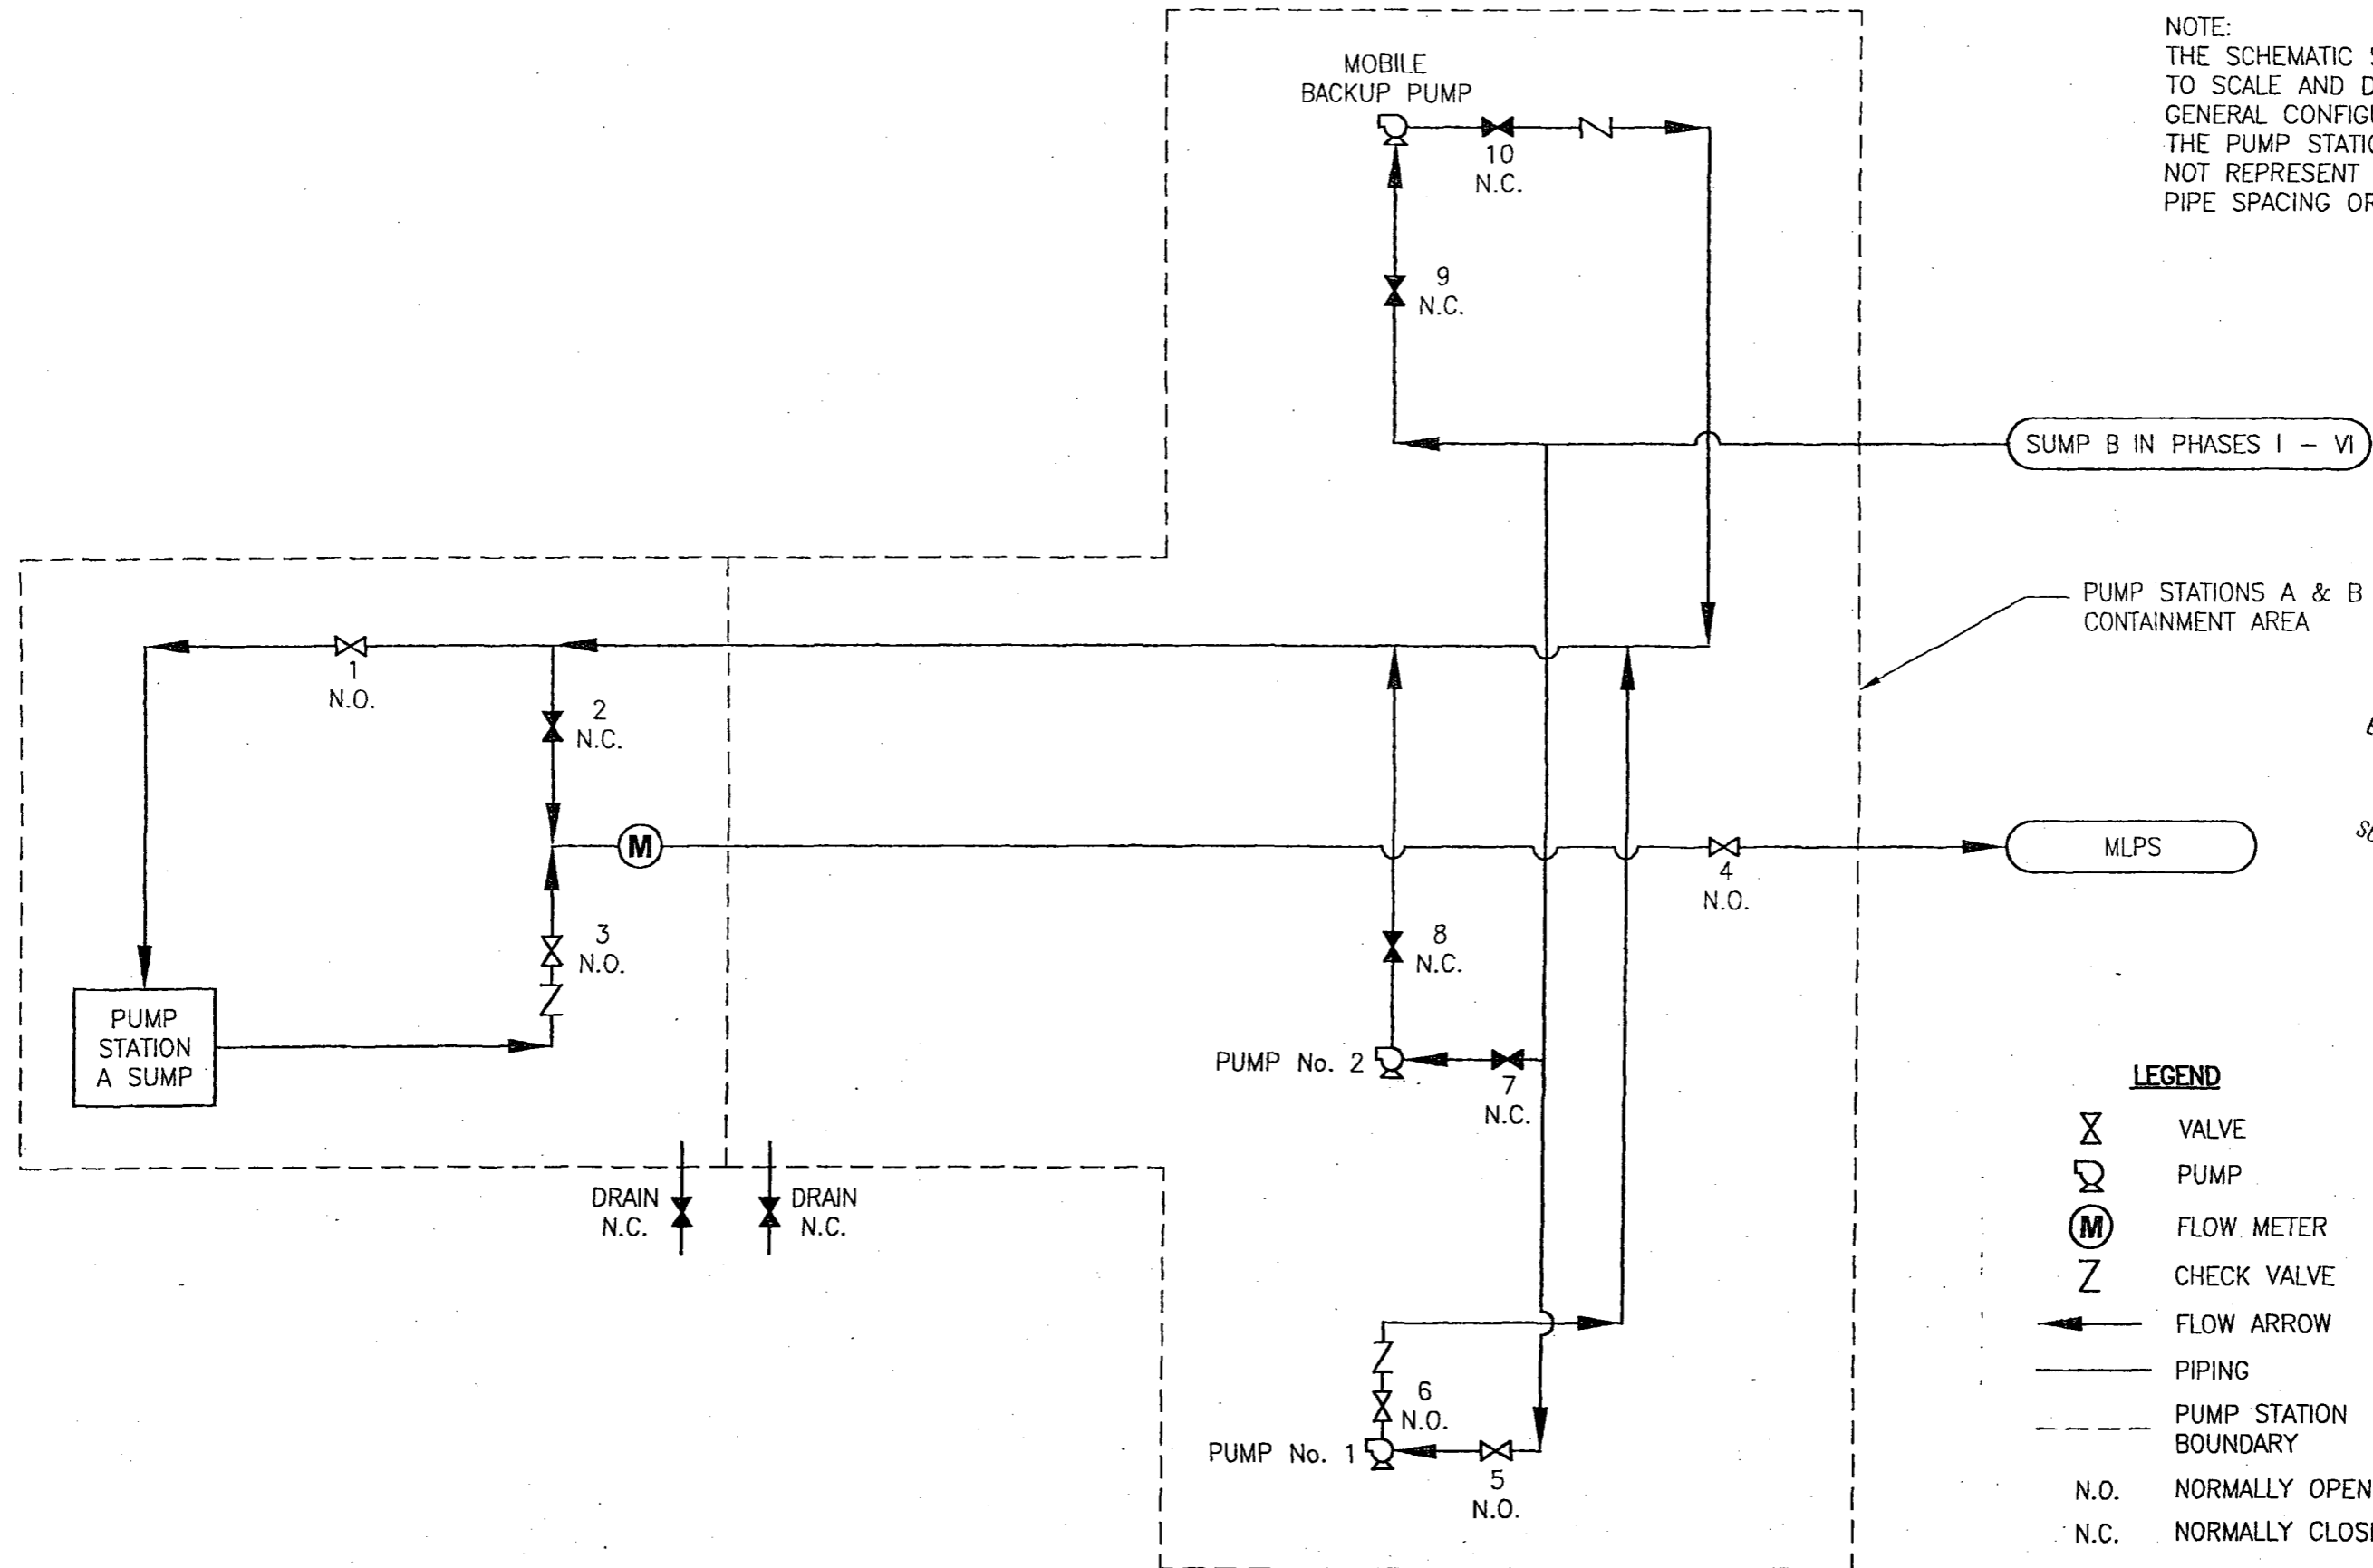 NOTE:
THE SCHEMATIC
TO SCALE AND
GENERAL
THE PUMP
NOT REPRESENT
PIPE SPACING OR
MOBILE
BACKUP PUMP
10
N.C.
9
N.C.
SUMP B IN PHASES I – VI
PUMP STATIONS A & B
CONTAINMENT AREA
1
N.O.
2
N.C.
M
MLPS
4
N.O.
3
N.O.
8
N.C.
PUMP
STATION
A SUMP
PUMP No. 2
7
N.C.
DRAIN
N.C.
DRAIN
N.C.
6
N.O.
PUMP No. 1
5
N.O.
LEGEND
VALVE
PUMP
M FLOW METER
CHECK VALVE
FLOW ARROW
PIPING
PUMP STATION
BOUNDARY
N.O. NORMALLY OPEN
N.C. NORMALLY